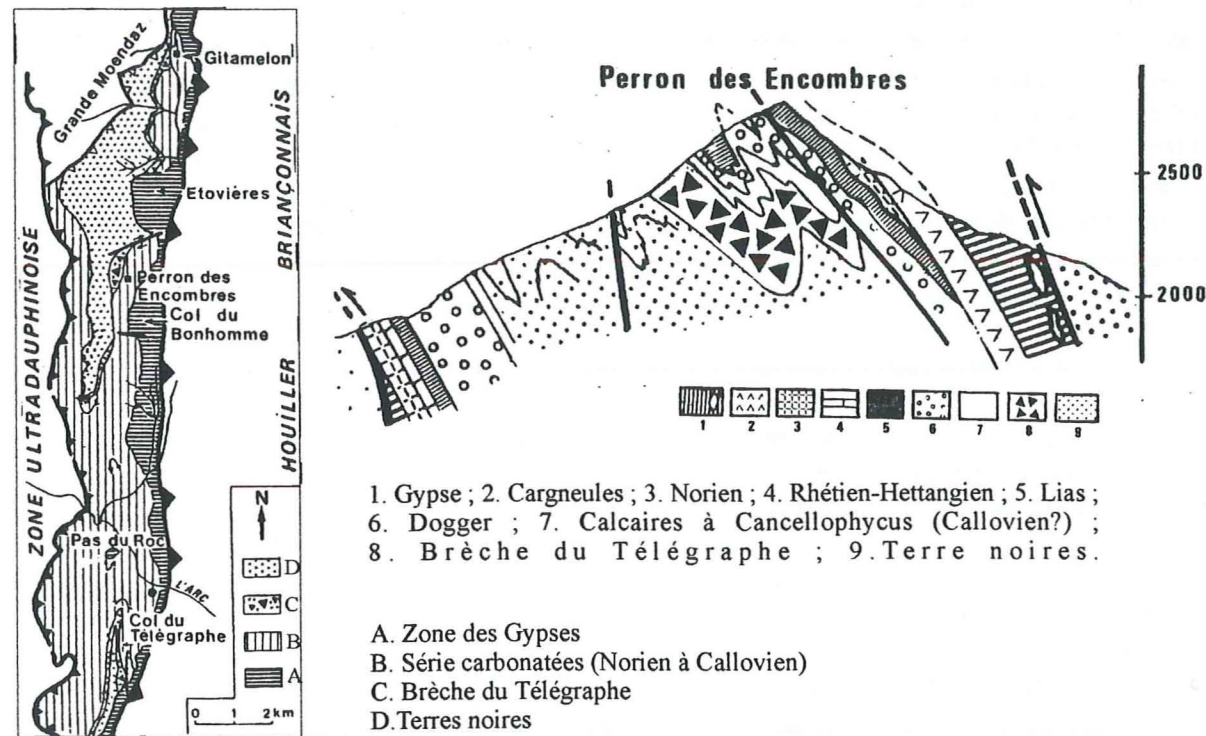 Gitamelon
Grande Moendaz
BRIANÇONNAIS
Etovières
ZONE ULTRADAUPHINOISE
Perron des
Encombres
Col du
Bonhomme
HOUILLER
Pas du Roc
L'ARC
Col du
Télégraphe
N
D
C
B
A
0 1 2km
Perron des Encombres
2500
2000
1 2 3 4 5 6 7 8 9
1. Gypse ; 2. Cargneules ; 3. Norien ; 4. Rhétien-Hettangien ; 5. Lias ;
6. Dogger ; 7. Calcaires à Cancellophycus (Callovien?) ;
8. Brèche du Télégraphe ; 9.Terre noires.
A. Zone des Gypses
B. Série carbonatées (Norien à Callovien)
C. Brèche du Télégraphe
D.Terres noires